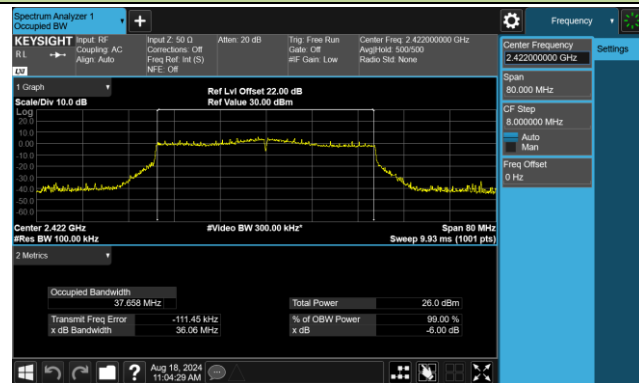 Spectrum Analyzer 1
Occupied BW
+
Frequency
KEYSIGHT
R L
LXI
Input: RF
Coupling: AC
Align: Auto
Input Z: 50 Ω
Corrections: Off
Freq Ref: Int (S)
NFE: Off
Atten: 20 dB
Trig: Free Run
Gate: Off
#IF Gain: Low
Center Freq: 2.422000000 GHz
Avg|Hold: 500/500
Radio Std: None
Center Frequency
2.422000000 GHz
Settings
Span
80.000 MHz
CF Step
8.000000 MHz
Auto
Man
Freq Offset
0 Hz
1 Graph
Scale/Div 10.0 dB
Ref Lvl Offset 22.00 dB
Ref Value 30.00 dBm
Log
20.0
10.0
0.00
-10.0
-20.0
-30.0
-40.0
-50.0
-60.0
Center 2.422 GHz
#Res BW 100.00 kHz
#Video BW 300.00 kHz*
Span 80 MHz
Sweep 9.93 ms (1001 pts)
2 Metrics
Occupied Bandwidth
37.658 MHz
Total Power 26.0 dBm
Transmit Freq Error -111.45 kHz
% of OBW Power 99.00 %
x dB Bandwidth 36.06 MHz
x dB -6.00 dB
?
Aug 18, 2024
11:04:29 AM